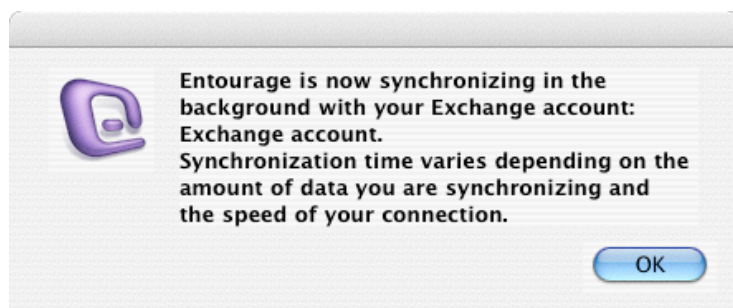 Entourage is now synchronizing in the
background with your Exchange account:
Exchange account.
Synchronization time varies depending on the
amount of data you are synchronizing and
the speed of your connection.
OK